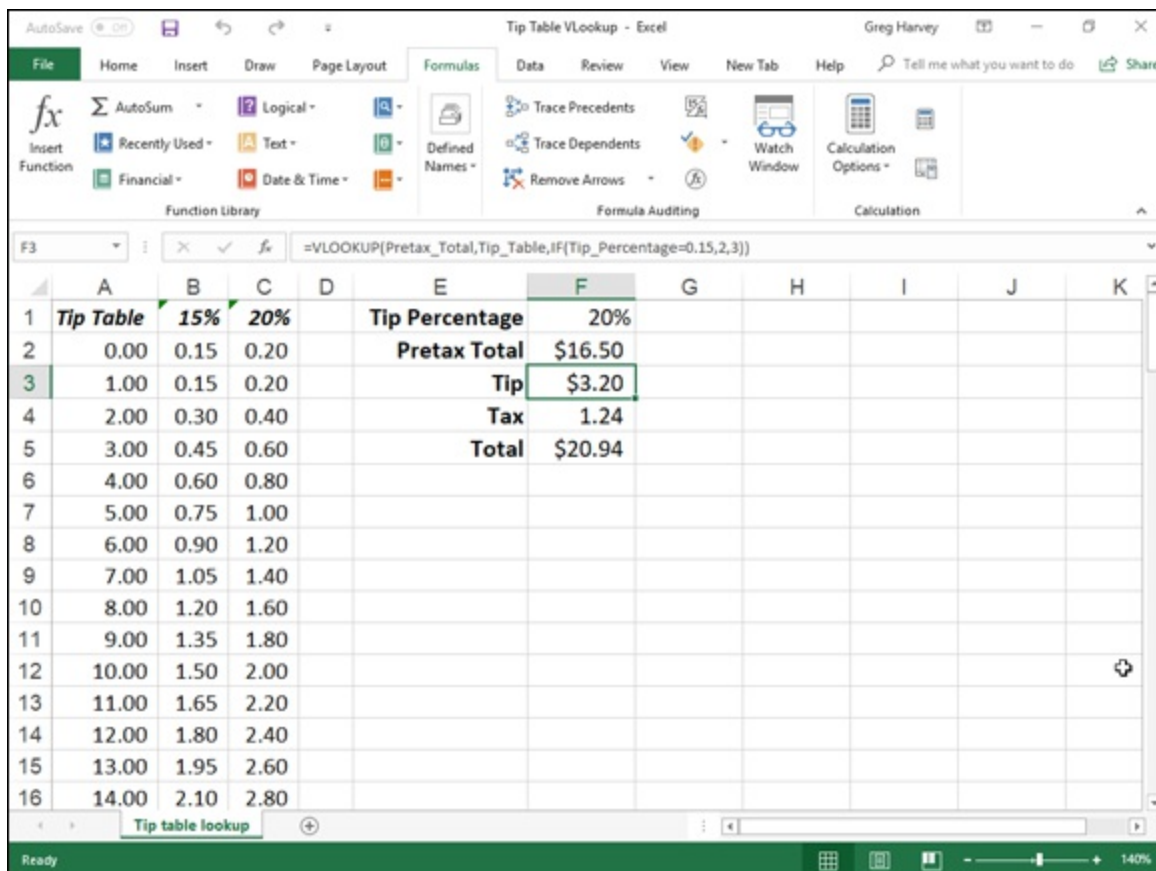 AutoSave Off Tip Table VLookup - Excel Greg Harvey
File Home Insert Draw Page Layout Formulas Data Review View New Tab Help Tell me what you want to do Share
fx Insert Function
Σ AutoSum
Recently Used
Financial
Logical
Text
Date & Time
Function Library
Defined Names
Trace Precedents
Trace Dependents
Remove Arrows
Watch Window
Formula Auditing
Calculation Options
Calculation
F3 fx =VLOOKUP(Pretax_Total,Tip_Table,IF(Tip_Percentage=0.15,2,3))
A B C D E F G H I J K
1 Tip Table 15% 20% Tip Percentage 20%
2 0.00 0.15 0.20 Pretax Total $16.50
3 1.00 0.15 0.20 Tip $3.20
4 2.00 0.30 0.40 Tax 1.24
5 3.00 0.45 0.60 Total $20.94
6 4.00 0.60 0.80
7 5.00 0.75 1.00
8 6.00 0.90 1.20
9 7.00 1.05 1.40
10 8.00 1.20 1.60
11 9.00 1.35 1.80
12 10.00 1.50 2.00
13 11.00 1.65 2.20
14 12.00 1.80 2.40
15 13.00 1.95 2.60
16 14.00 2.10 2.80
Tip table lookup
Ready 140%